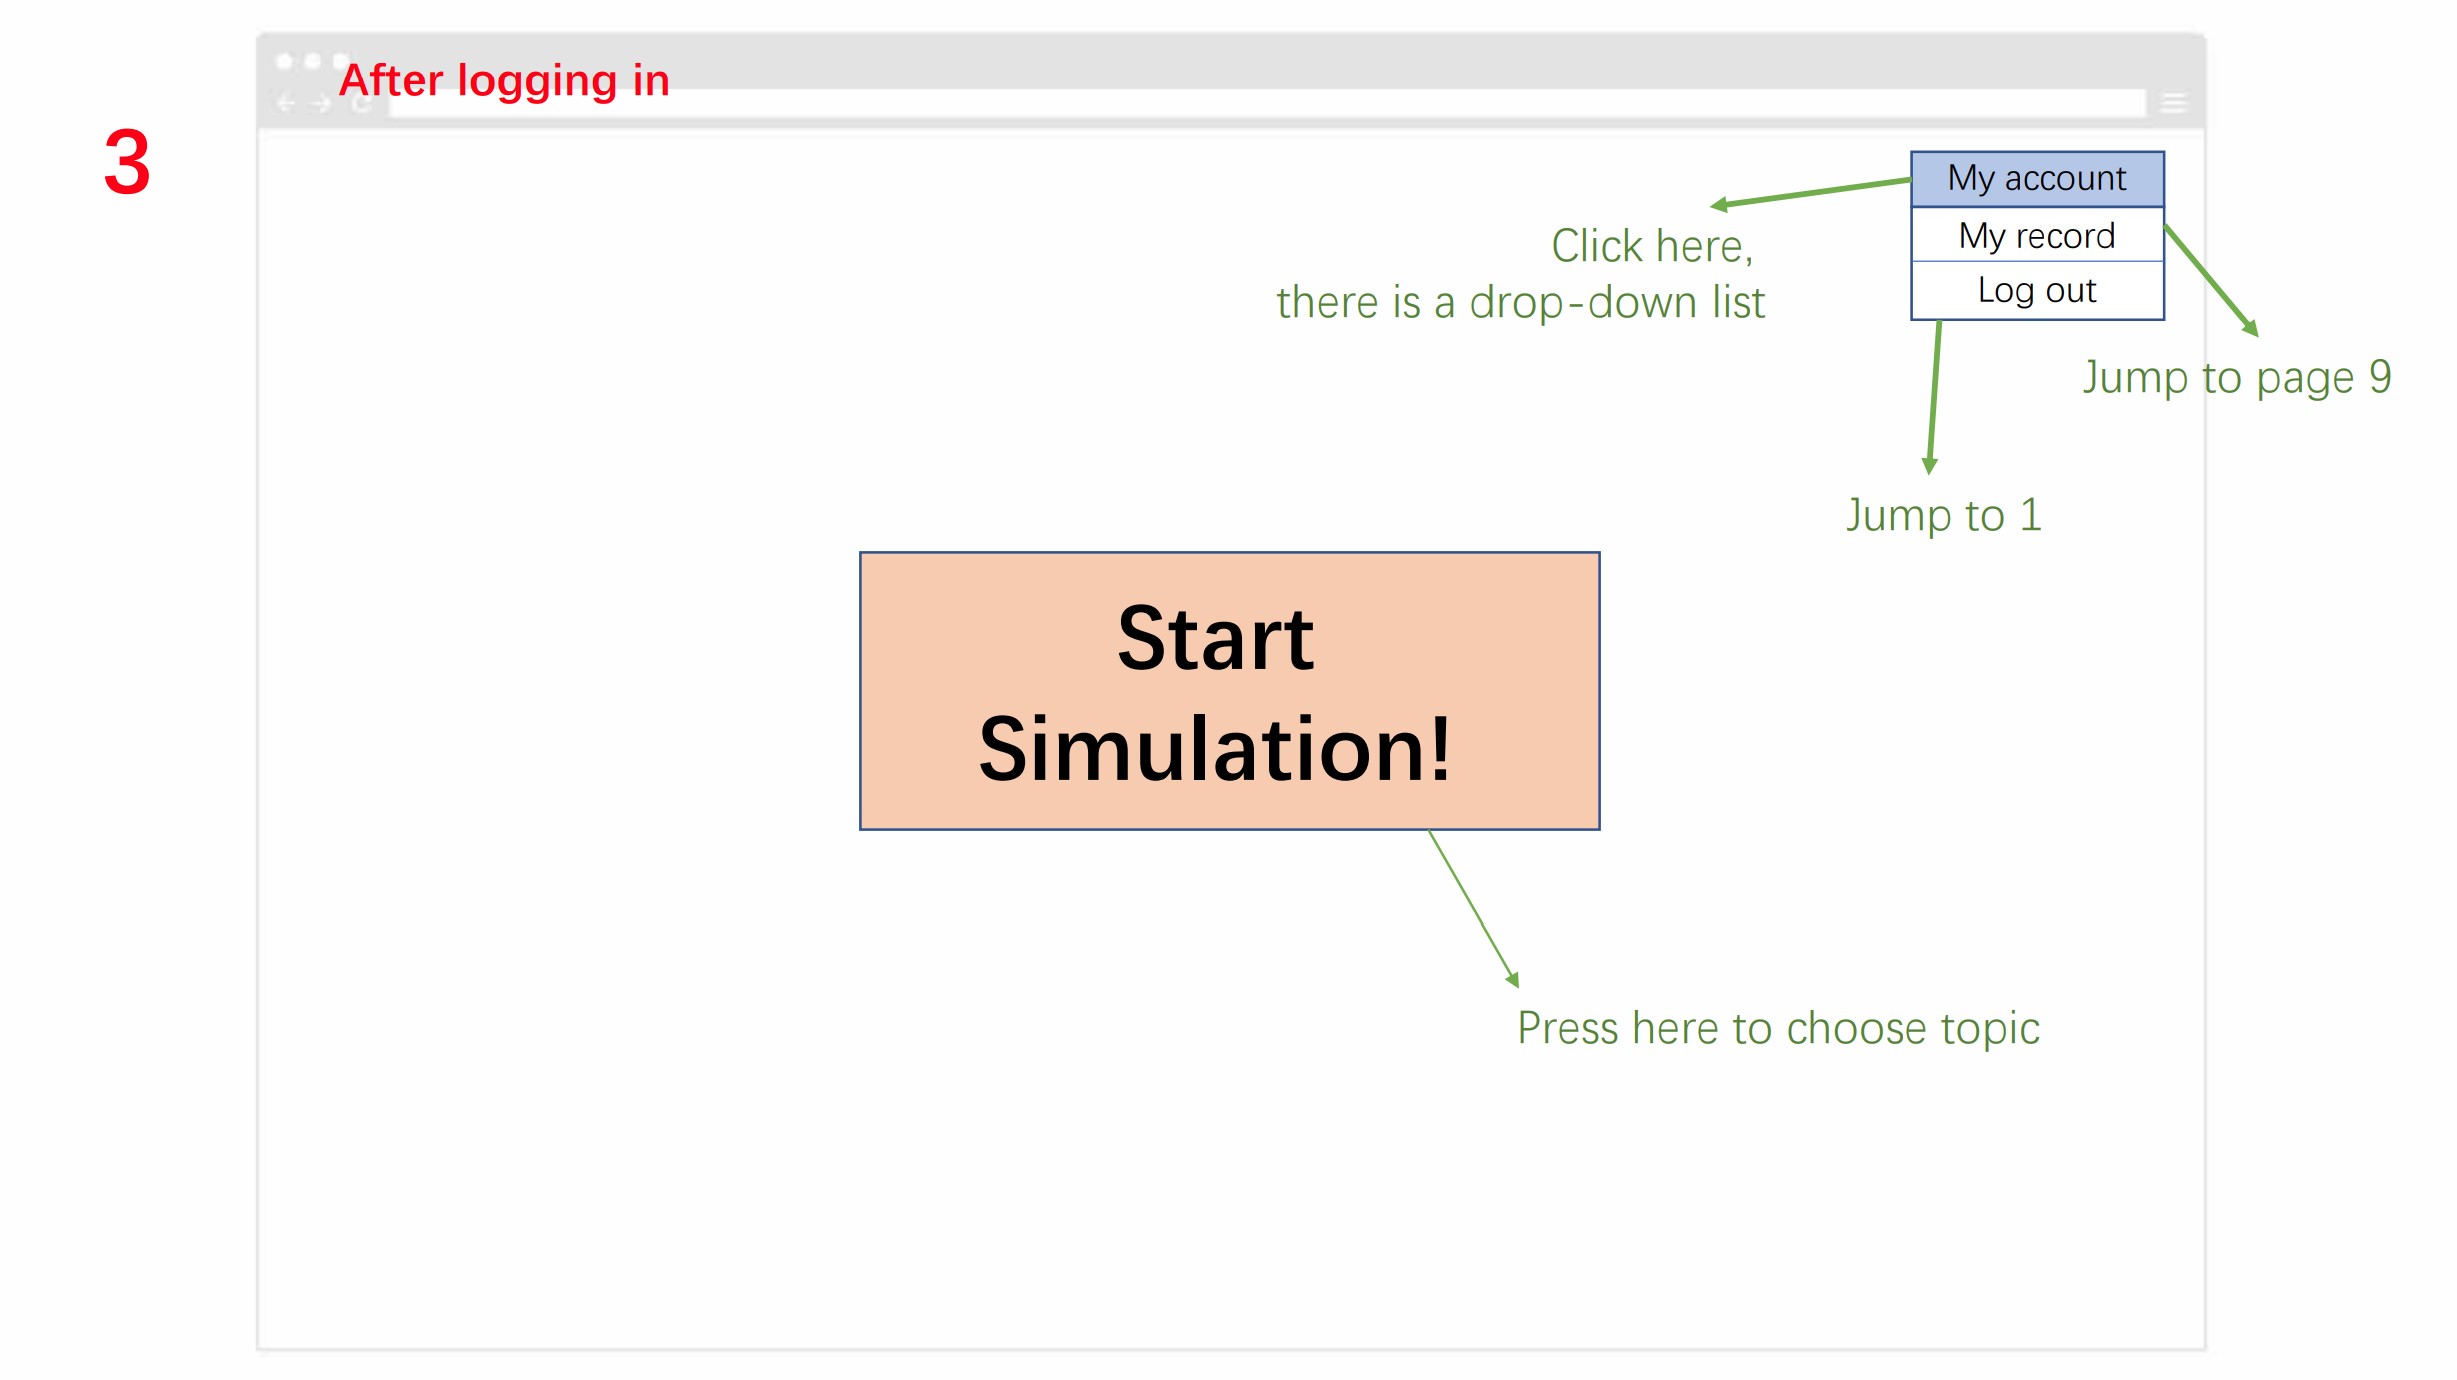 After logging in
3
My account
My record
Log out
Click here,
there is a drop-down list
Jump to page 9
Jump to 1
Start
Simulation!
Press here to choose topic